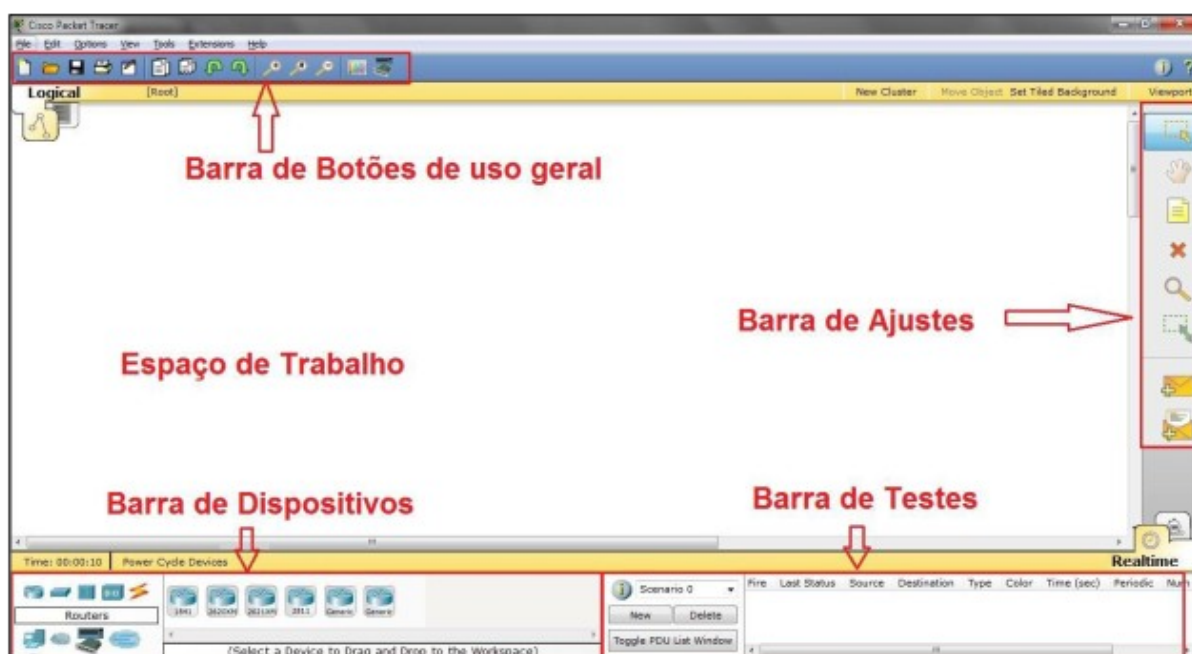 Cisco Packet Tracer
File Edit Options View Tools Extensions Help
Logical [Root] New Cluster Move Object Set Tiled Background Viewport
Barra de Botões de uso geral
Barra de Ajustes
Espaço de Trabalho
Barra de Dispositivos
Barra de Testes
Time: 00:00:10 Power Cycle Devices
Realtime
Scenario 0
Fire Last Status Source Destination Type Color Time (sec) Periodic Num
Routers
1841 2620XM 2621XM 2811 Generic Generic
New Delete
Toggle PDU List Window
(Select a Device to Drag and Drop to the Workspace)